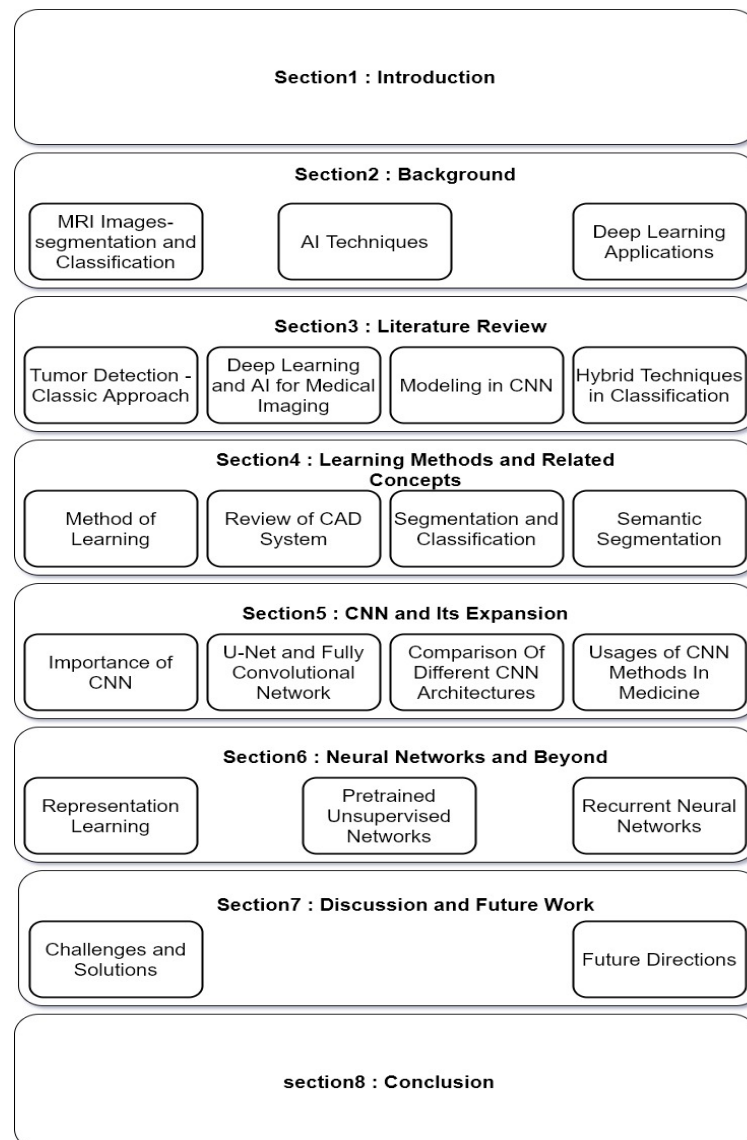 Section1 : Introduction
Section2 : Background
MRI Images-
segmentation and
Classification
AI Techniques
Deep Learning
Applications
Section3 : Literature Review
Tumor Detection -
Classic Approach
Deep Learning
and AI for Medical
Imaging
Modeling in CNN
Hybrid Techniques
in Classification
Section4 : Learning Methods and Related
Concepts
Method of
Learning
Review of CAD
System
Segmentation and
Classification
Semantic
Segmentation
Section5 : CNN and Its Expansion
Importance of
CNN
U-Net and Fully
Convolutional
Network
Comparison Of
Different CNN
Architectures
Usages of CNN
Methods In
Medicine
Section6 : Neural Networks and Beyond
Representation
Learning
Pretrained
Unsupervised
Networks
Recurrent Neural
Networks
Section7 : Discussion and Future Work
Challenges and
Solutions
Future Directions
section8 : Conclusion